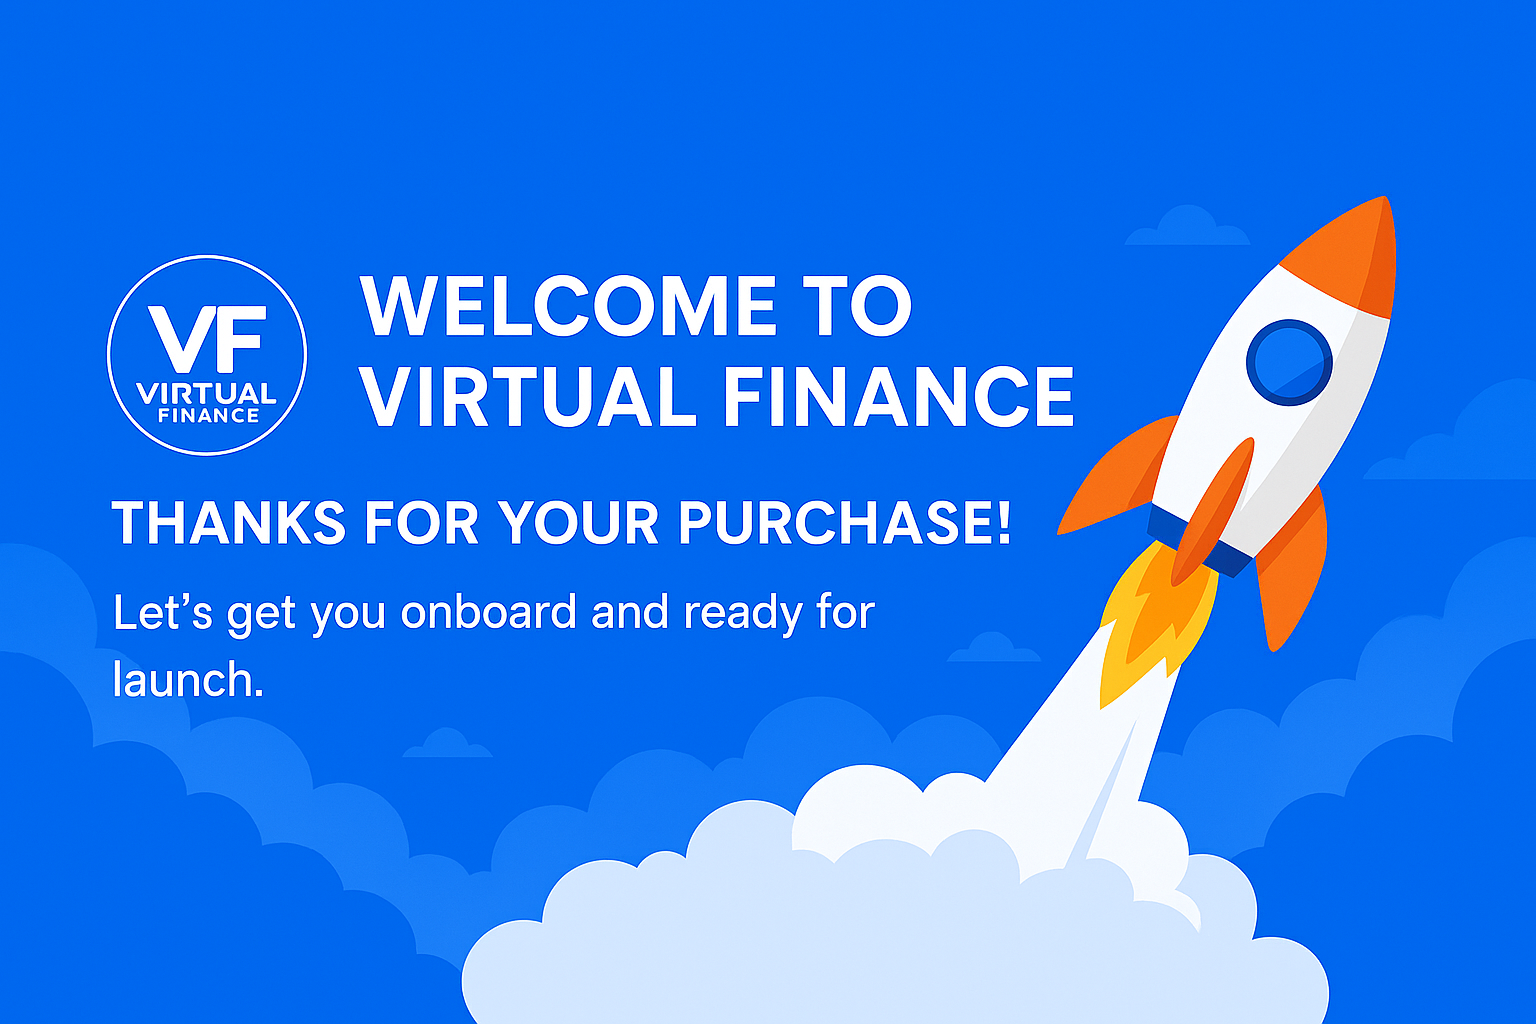 VF
VIRTUAL
FINANCE
WELCOME TO
VIRTUAL FINANCE
THANKS FOR YOUR PURCHASE!
Let’s get you onboard and ready for
launch.